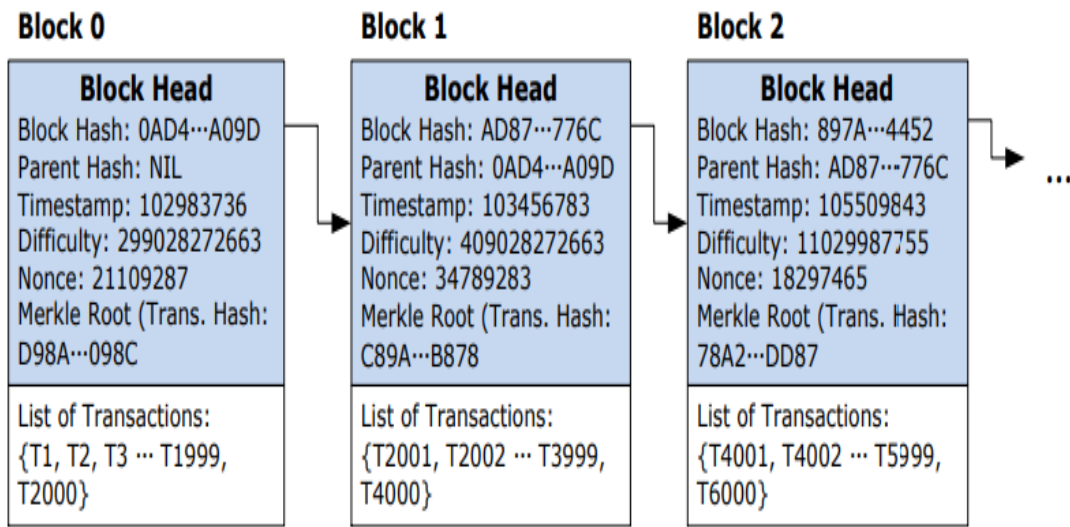 Block 0
Block Head
Block Hash: 0AD4···A09D
Parent Hash: NIL
Timestamp: 102983736
Difficulty: 299028272663
Nonce: 21109287
Merkle Root (Trans. Hash:
D98A···098C
List of Transactions:
{T1, T2, T3 ··· T1999,
T2000}
Block 1
Block Head
Block Hash: AD87···776C
Parent Hash: 0AD4···A09D
Timestamp: 103456783
Difficulty: 409028272663
Nonce: 34789283
Merkle Root (Trans. Hash:
C89A···B878
List of Transactions:
{T2001, T2002 ··· T3999,
T4000}
Block 2
Block Head
Block Hash: 897A···4452
Parent Hash: AD87···776C
Timestamp: 105509843
Difficulty: 11029987755
Nonce: 18297465
Merkle Root (Trans. Hash:
78A2···DD87
List of Transactions:
{T4001, T4002 ··· T5999,
T6000}
...